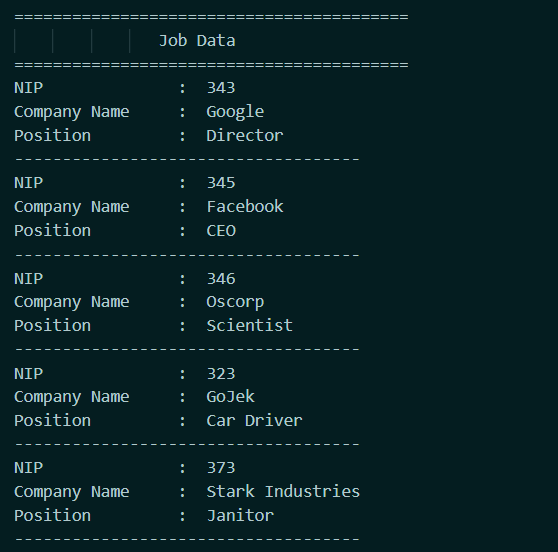 =========================================
Job Data
=========================================
NIP : 343
Company Name : Google
Position : Director
------------------------------------
NIP : 345
Company Name : Facebook
Position : CEO
------------------------------------
NIP : 346
Company Name : Oscorp
Position : Scientist
------------------------------------
NIP : 323
Company Name : GoJek
Position : Car Driver
------------------------------------
NIP : 373
Company Name : Stark Industries
Position : Janitor
------------------------------------